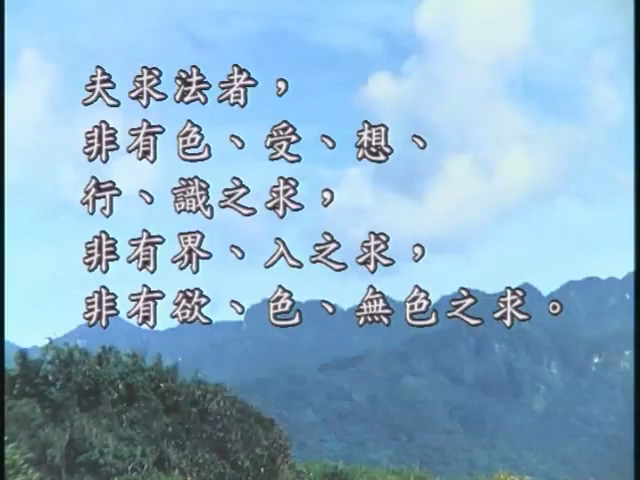 夫求法者，
非有色、受、想、
行、識之求，
非有界、入之求，
非有欲、色、無色之求。